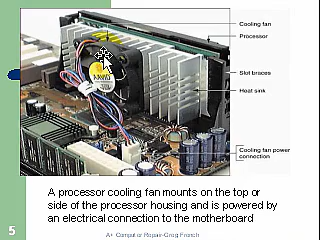 Cooling fan
Processor
AAVID
Slot braces
Heat sink
Cooling fan power
connection
A processor cooling fan mounts on the top or
side of the processor housing and is powered by
an electrical connection to the motherboard
5
A+ Computer Repair-Greg French